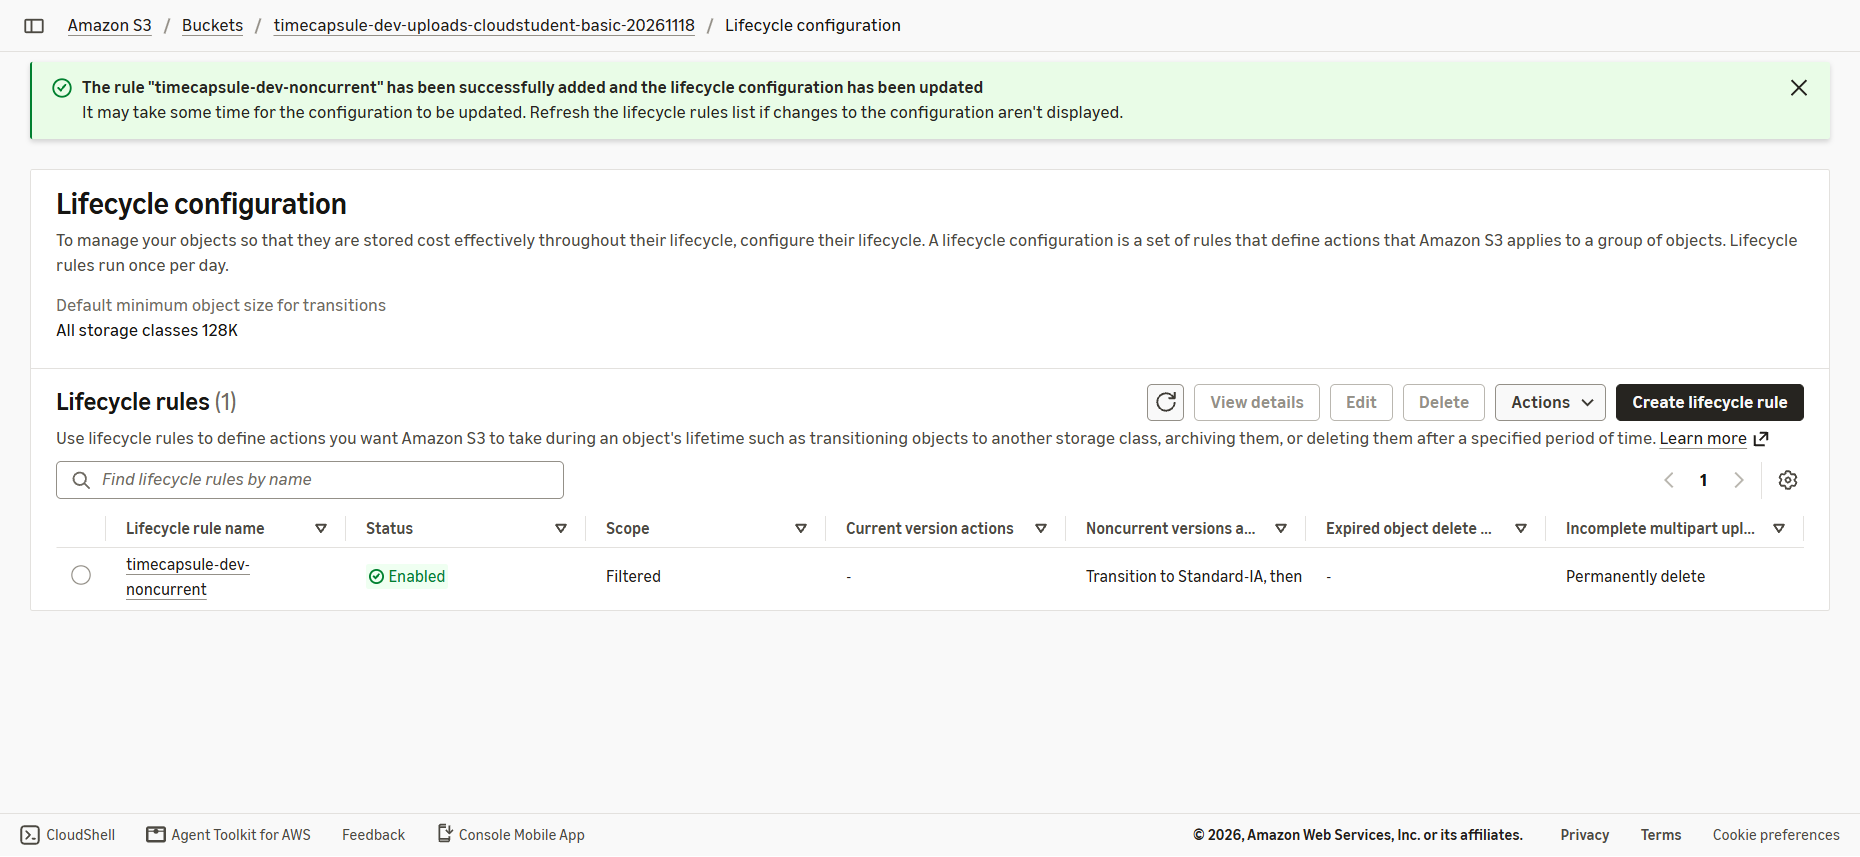 Amazon S3 / Buckets / timecapsule-dev-uploads-cloudstudent-basic-20261118 / Lifecycle configuration
The rule "timecapsule-dev-noncurrent" has been successfully added and the lifecycle configuration has been updated
It may take some time for the configuration to be updated. Refresh the lifecycle rules list if changes to the configuration aren't displayed.
Lifecycle configuration
To manage your objects so that they are stored cost effectively throughout their lifecycle, configure their lifecycle. A lifecycle configuration is a set of rules that define actions that Amazon S3 applies to a group of objects. Lifecycle
rules run once per day.
Default minimum object size for transitions
All storage classes 128K
Lifecycle rules (1)
View details Edit Delete Actions Create lifecycle rule
Use lifecycle rules to define actions you want Amazon S3 to take during an object's lifetime such as transitioning objects to another storage class, archiving them, or deleting them after a specified period of time. Learn more
Find lifecycle rules by name
1
Lifecycle rule name Status Scope Current version actions Noncurrent versions a... Expired object delete ... Incomplete multipart upl...
timecapsule-dev-
noncurrent
Enabled Filtered - Transition to Standard-IA, then - Permanently delete
CloudShell Agent Toolkit for AWS Feedback Console Mobile App © 2026, Amazon Web Services, Inc. or its affiliates. Privacy Terms Cookie preferences